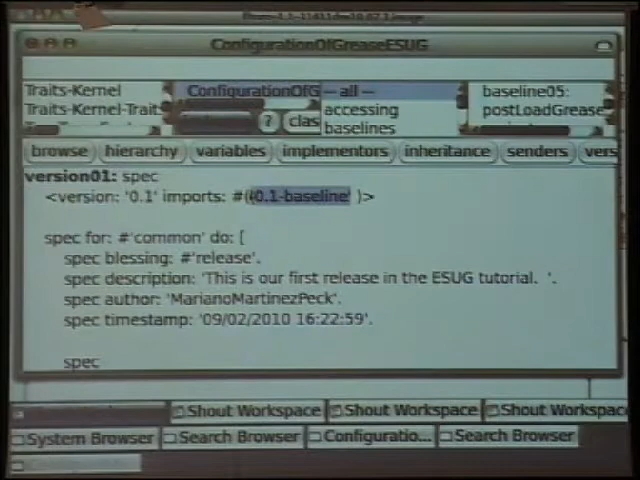 ConfigurationOfGreaseESUG
Traits-Kernel
Traits-Kernel-Trait
ConfigurationOfG
? clas
-- all --
accessing
baselines
baseline05:
postLoadGrease
browse hierarchy variables implementors inheritance senders vers
version01: spec
<version: '0.1' imports: #('0.1-baseline' )>
spec for: #'common' do: [
spec blessing: #'release'.
spec description: 'This is our first release in the ESUG tutorial. '.
spec author: 'MarianoMartinezPeck'.
spec timestamp: '09/02/2010 16:22:59'.
spec
Shout Workspace Shout Workspace Shout Workspace
System Browser Search Browser Configuratio... Search Browser